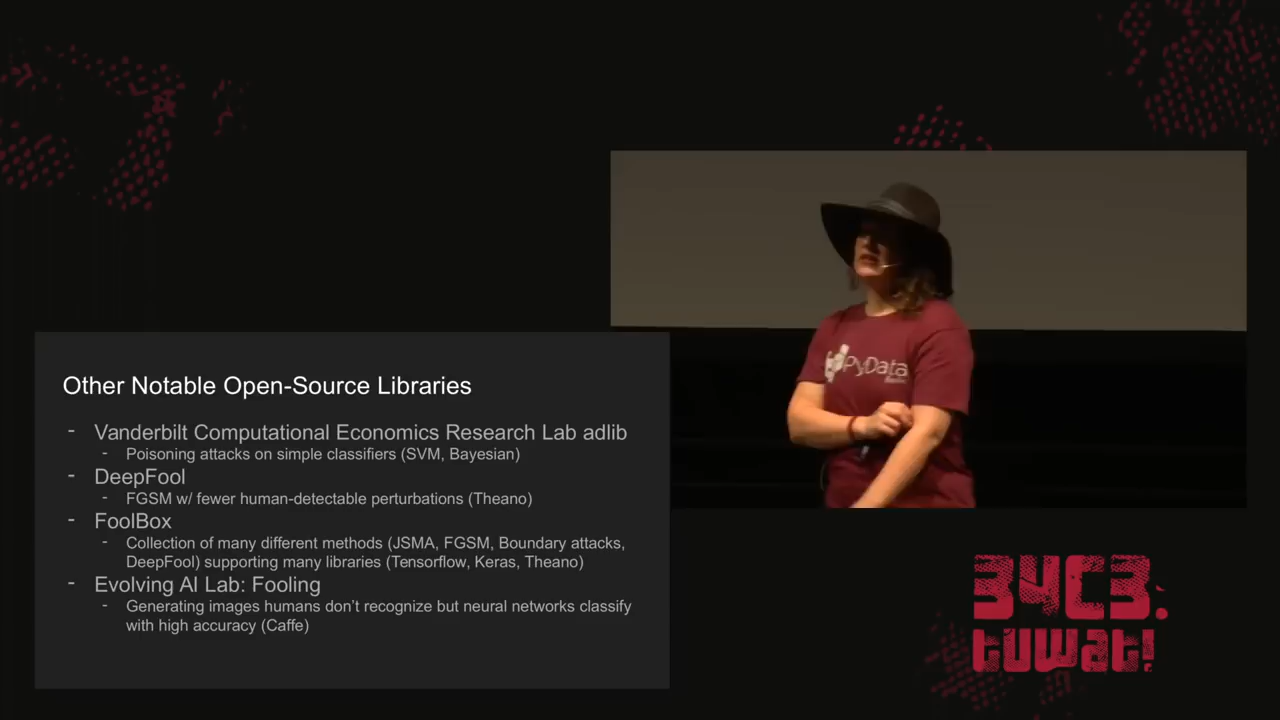 Other Notable Open-Source Libraries
- Vanderbilt Computational Economics Research Lab adlib
- Poisoning attacks on simple classifiers (SVM, Bayesian)
- DeepFool
- FGSM w/ fewer human-detectable perturbations (Theano)
- FoolBox
- Collection of many different methods (JSMA, FGSM, Boundary attacks,
DeepFool) supporting many libraries (Tensorflow, Keras, Theano)
- Evolving AI Lab: Fooling
- Generating images humans don't recognize but neural networks classify
with high accuracy (Caffe)
PyData
34C3.
tuwat!